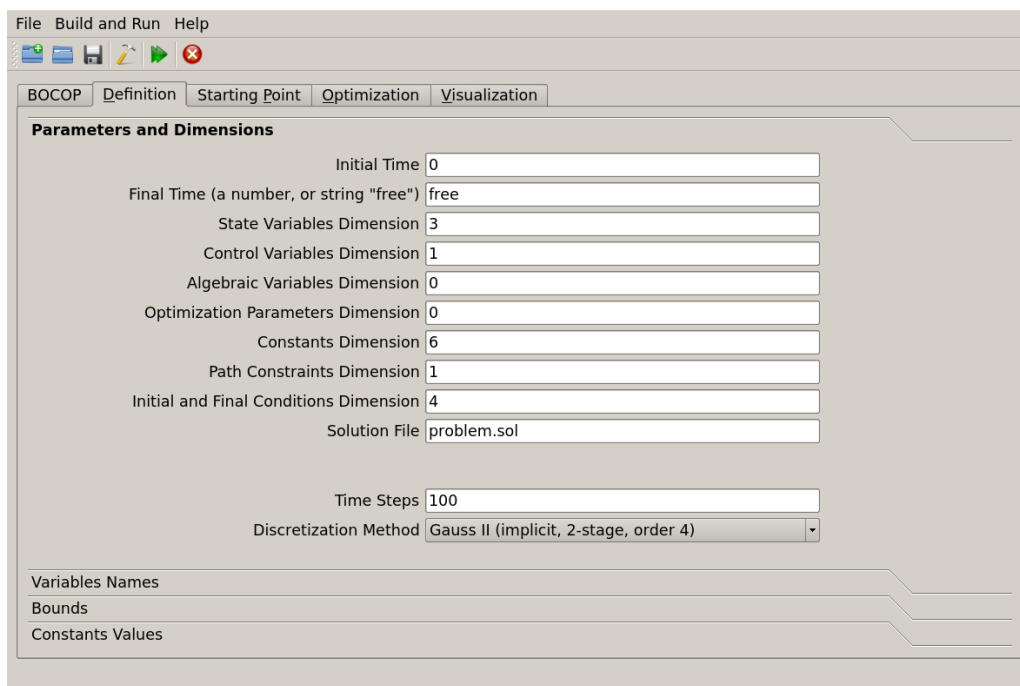 File Build and Run Help
BOCOP Definition Starting Point Optimization Visualization
Parameters and Dimensions
Initial Time 0
Final Time (a number, or string "free") free
State Variables Dimension 3
Control Variables Dimension 1
Algebraic Variables Dimension 0
Optimization Parameters Dimension 0
Constants Dimension 6
Path Constraints Dimension 1
Initial and Final Conditions Dimension 4
Solution File problem.sol
Time Steps 100
Discretization Method Gauss II (implicit, 2-stage, order 4)
Variables Names
Bounds
Constants Values